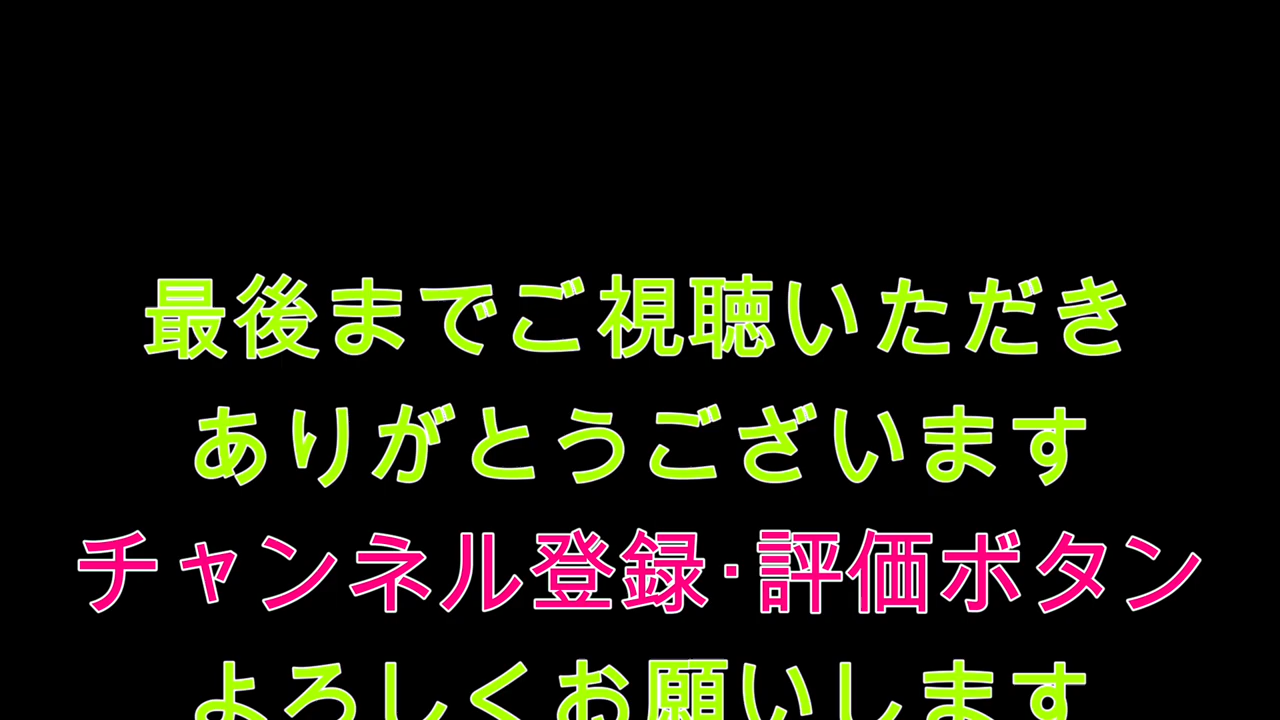 最後までご視聴いただき
ありがとうございます
チャンネル登録・評価ボタン
よろしくお願いします